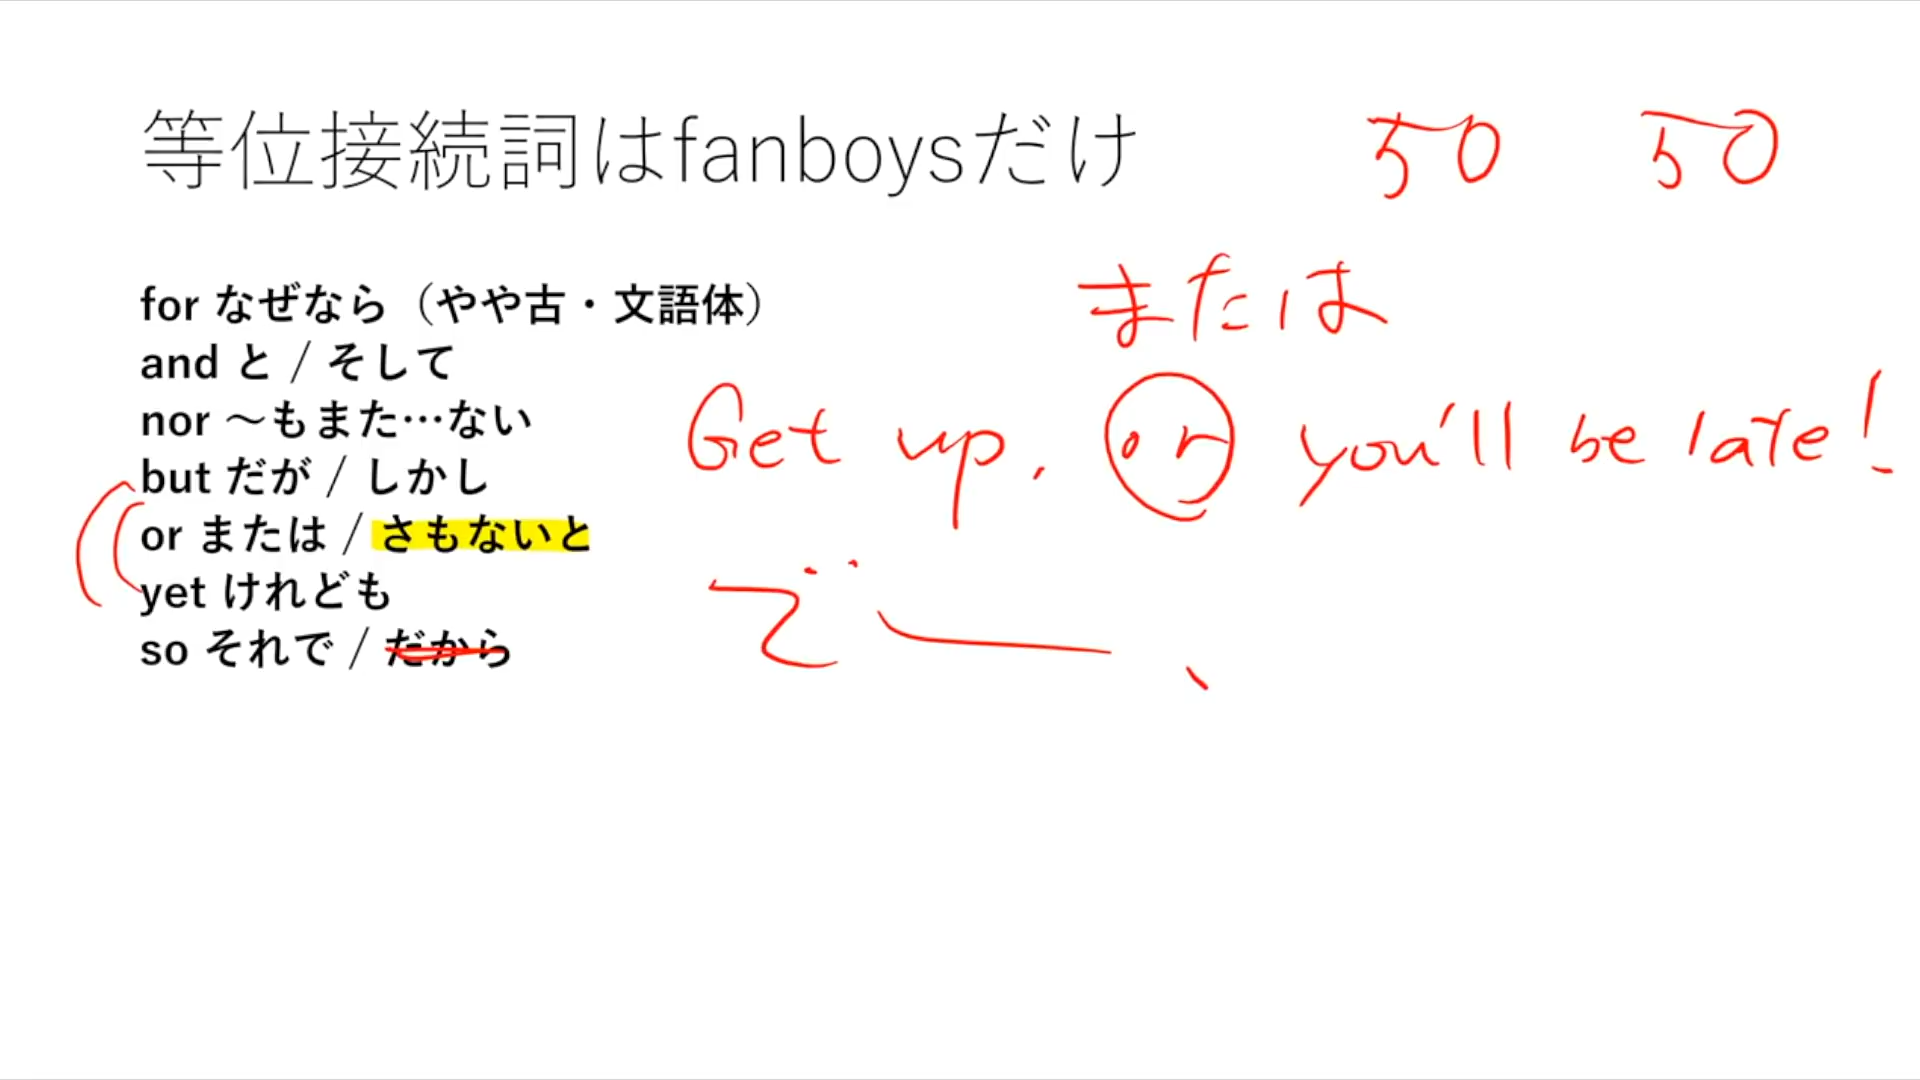 等位接続詞はfanboysだけ
50 50
for なぜなら（やや古・文語体）
and と / そして
nor ～もまた…ない
but だが / しかし
or または / さもないと
yet けれども
so それで / だから
または
Get up, or you'll be late!
で